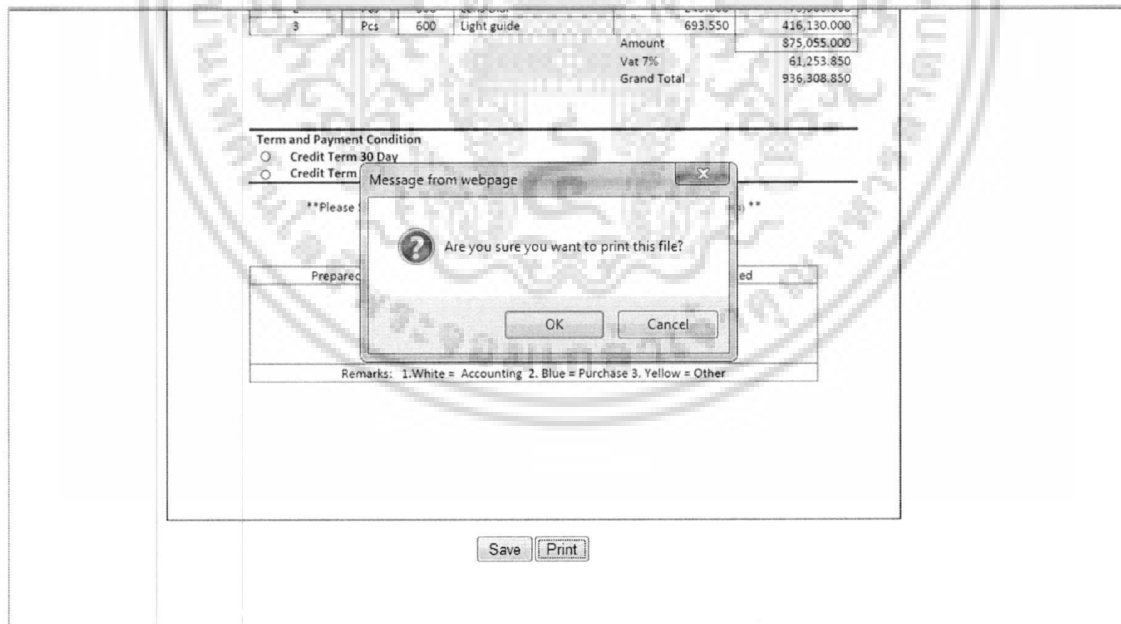 3 Pcs 600 Light guide 693.550 416,130.000
Amount 875,055.000
Vat 7% 61,253.850
Grand Total 936,308.850
Term and Payment Condition
Credit Term 30 Day
Credit Term
Message from webpage
**Please
**
Are you sure you want to print this file?
Prepared
ed
OK Cancel
Remarks: 1.White = Accounting 2. Blue = Purchase 3. Yellow = Other
Save Print